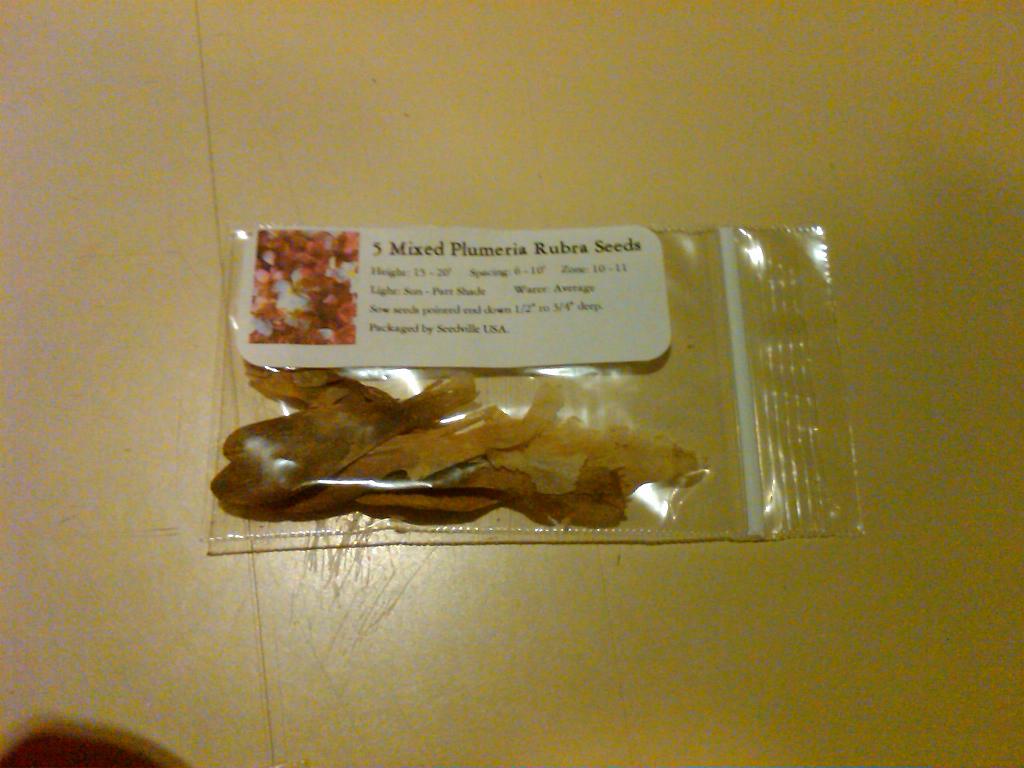 5 Mixed Plumeria Rubra Seeds
Height: 15 - 20' Spacing: 6 - 10' Zone: 10 - 11
Light: Sun - Part Shade Water: Average
Sow seeds pointed end down 1/2" to 3/4" deep.
Packaged by Seedville USA.